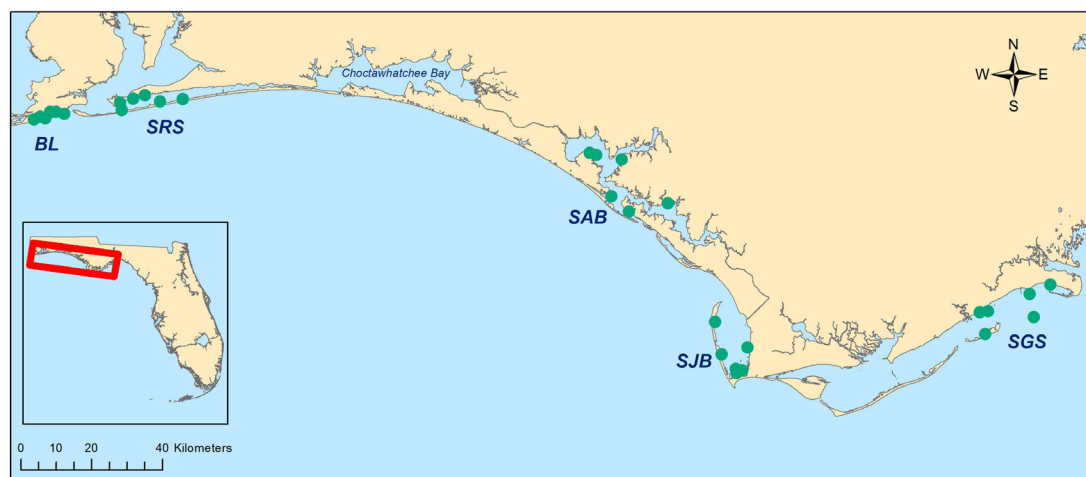 N
W E
S
Choctawhatchee Bay
SRS
BL
SAB
SGS
SJB
0 10 20 40 Kilometers